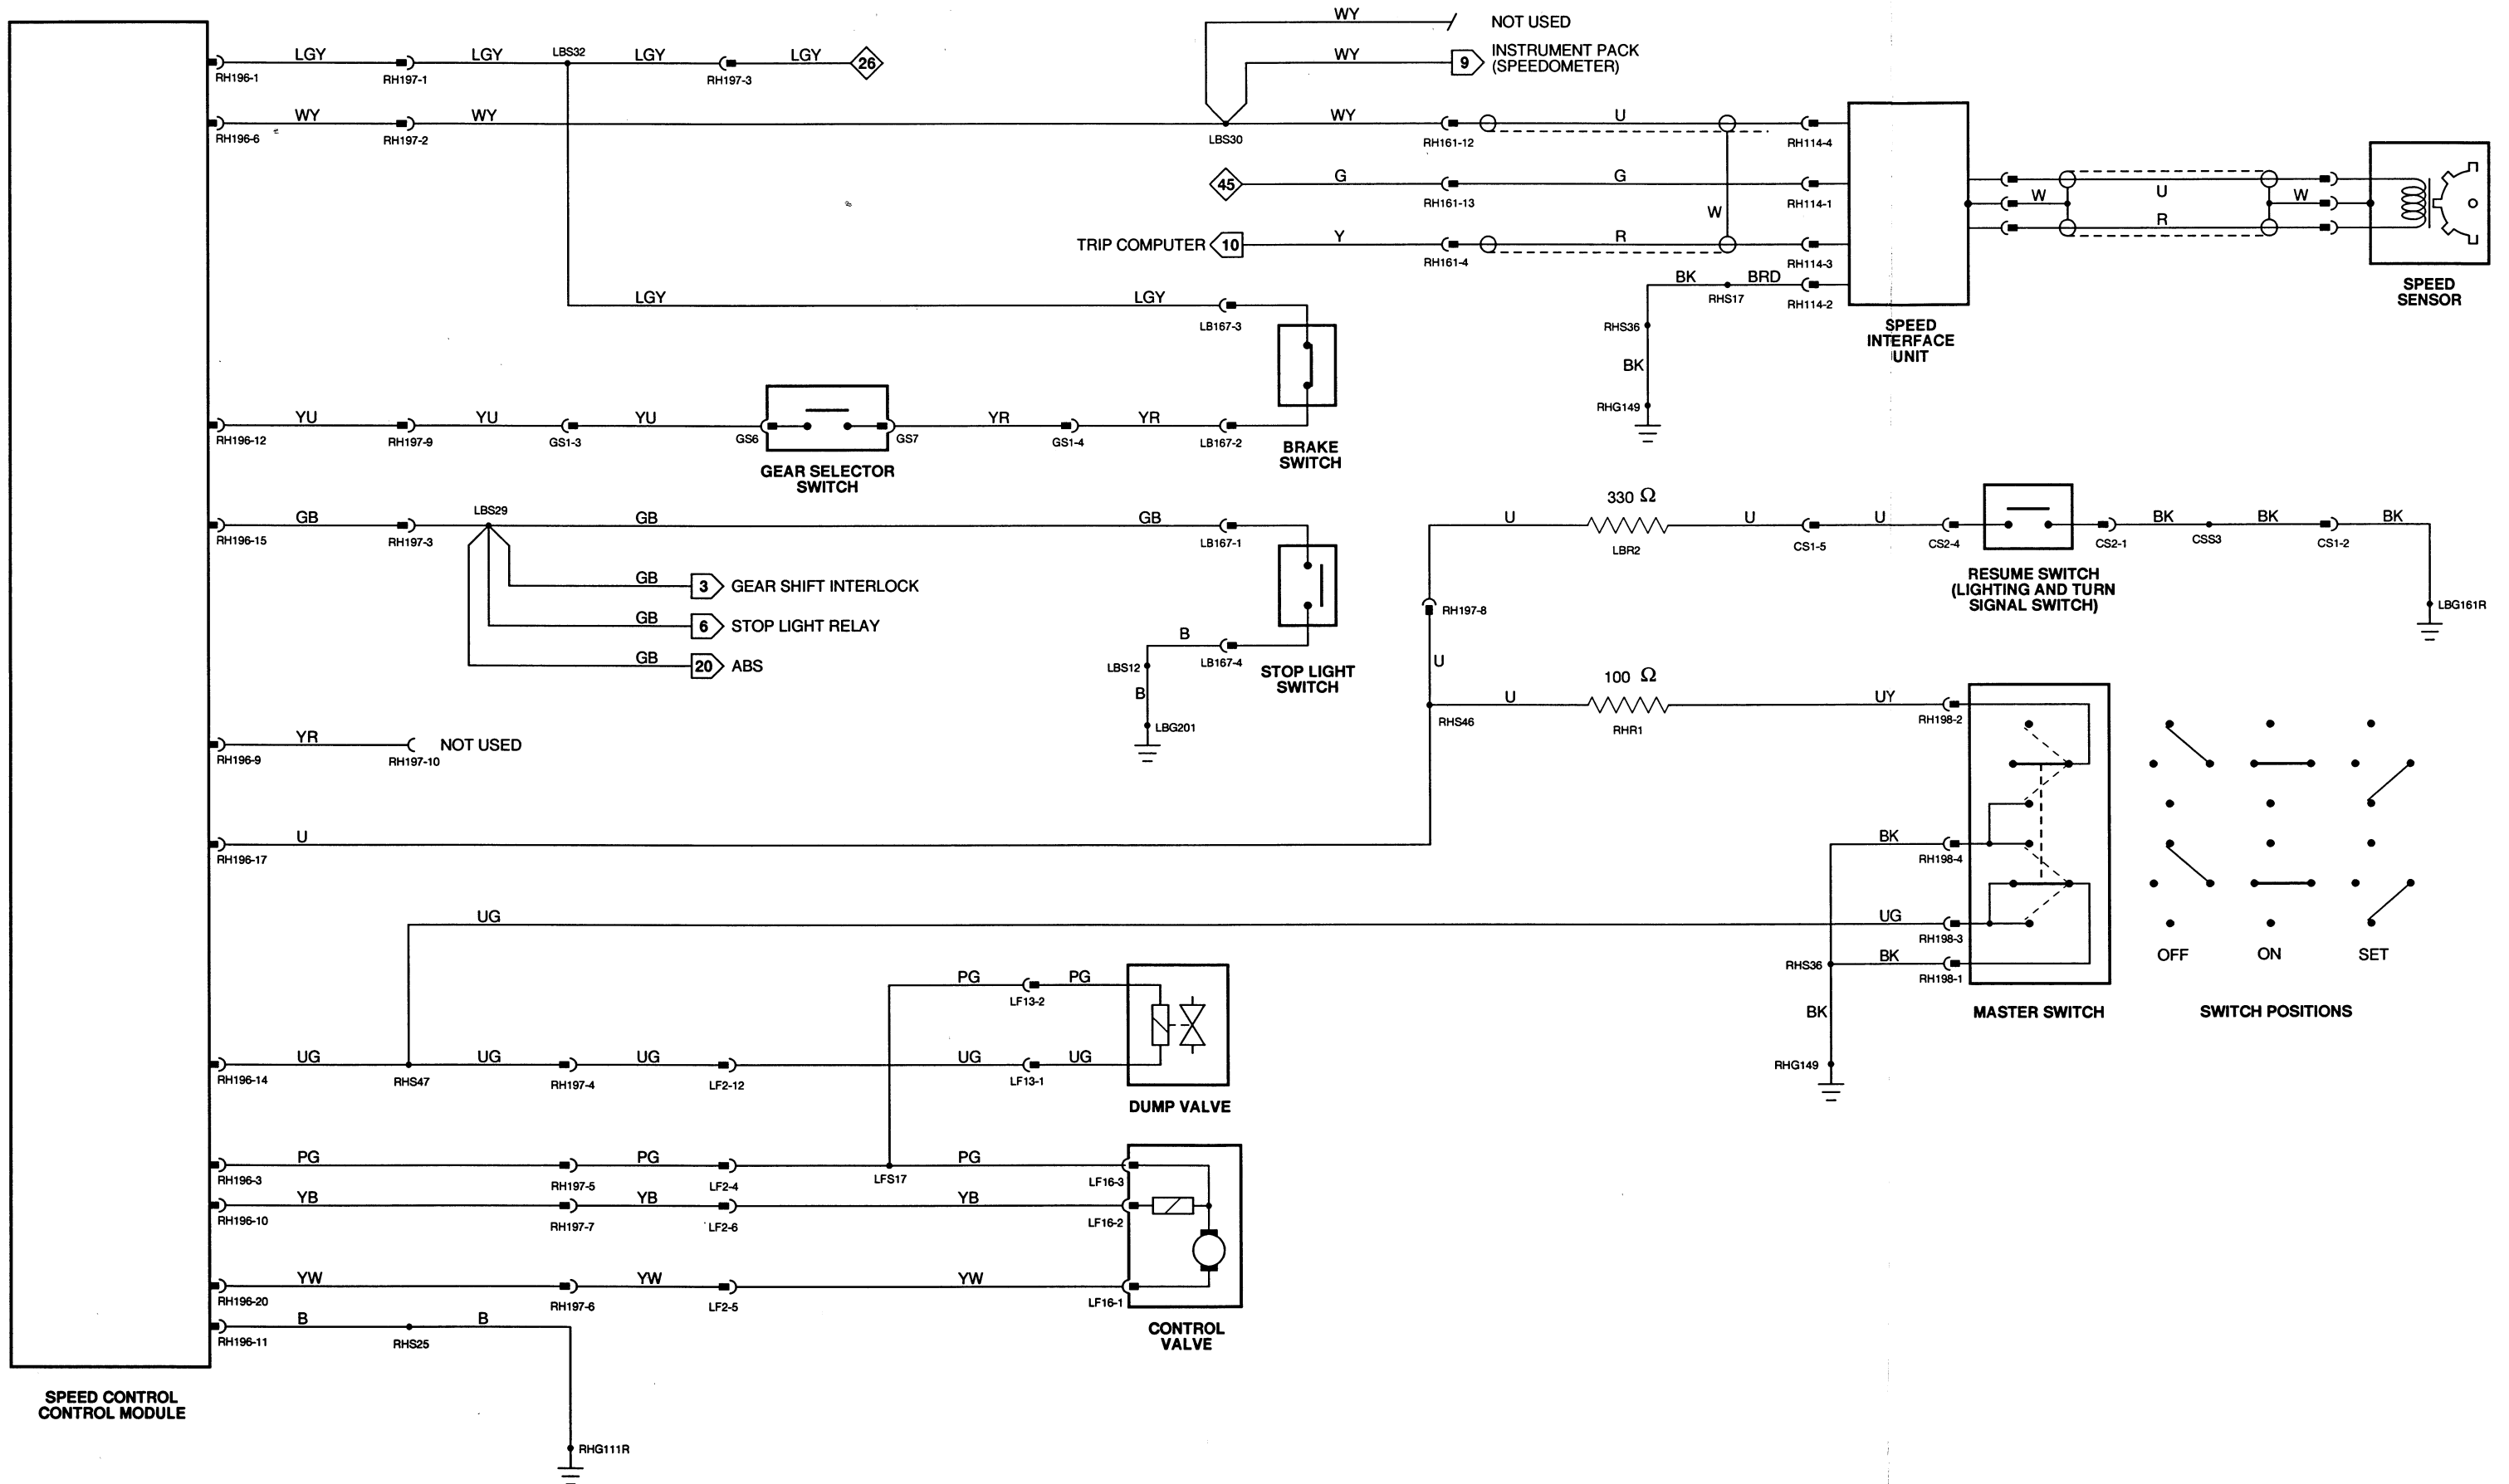 WY
NOT USED
LGY
LGY
LBS32
LGY
LGY
26
WY
9
INSTRUMENT PACK
(SPEEDOMETER)
RH196-1
RH197-1
RH197-3
WY
WY
WY
U
RH196-6
RH197-2
LBS30
RH161-12
RH114-4
45
G
G
RH161-13
RH114-1
W
U
W
R
W
TRIP COMPUTER
10
Y
R
RH161-4
RH114-3
BK
BRD
RHS17
RH114-2
SPEED
SENSOR
LGY
LGY
LB167-3
RHS36
SPEED
INTERFACE
UNIT
BK
RHG149
YU
YU
YU
YR
YR
RH196-12
RH197-9
GS1-3
GS6
GS7
GS1-4
LB167-2
BRAKE
SWITCH
GEAR SELECTOR
SWITCH
330 Ω
GB
LBS29
GB
GB
U
U
U
BK
BK
BK
RH196-15
RH197-3
LB167-1
LBR2
CS1-5
CS2-4
CS2-1
CSS3
CS1-2
GB
3
GEAR SHIFT INTERLOCK
RESUME SWITCH
(LIGHTING AND TURN
SIGNAL SWITCH)
RH197-8
LBG161R
GB
6
STOP LIGHT RELAY
B
GB
20
ABS
LBS12
LB167-4
STOP LIGHT
SWITCH
U
100 Ω
B
U
UY
LBG201
RHS46
RHR1
RH198-2
YR
NOT USED
RH196-9
RH197-10
U
RH196-17
BK
RH198-4
UG
UG
RH198-3
BK
RHS36
RH198-1
OFF
ON
SET
BK
MASTER SWITCH
SWITCH POSITIONS
PG
PG
LF13-2
UG
UG
UG
UG
UG
RH196-14
RHS47
RH197-4
LF2-12
LF13-1
RHG149
DUMP VALVE
PG
PG
PG
RH196-3
RH197-5
LF2-4
LFS17
LF16-3
YB
YB
YB
RH196-10
RH197-7
LF2-6
LF16-2
YW
YW
YW
RH196-20
RH197-6
LF2-5
LF16-1
B
B
RH196-11
RHS25
CONTROL
VALVE
SPEED CONTROL
CONTROL MODULE
RHG111R